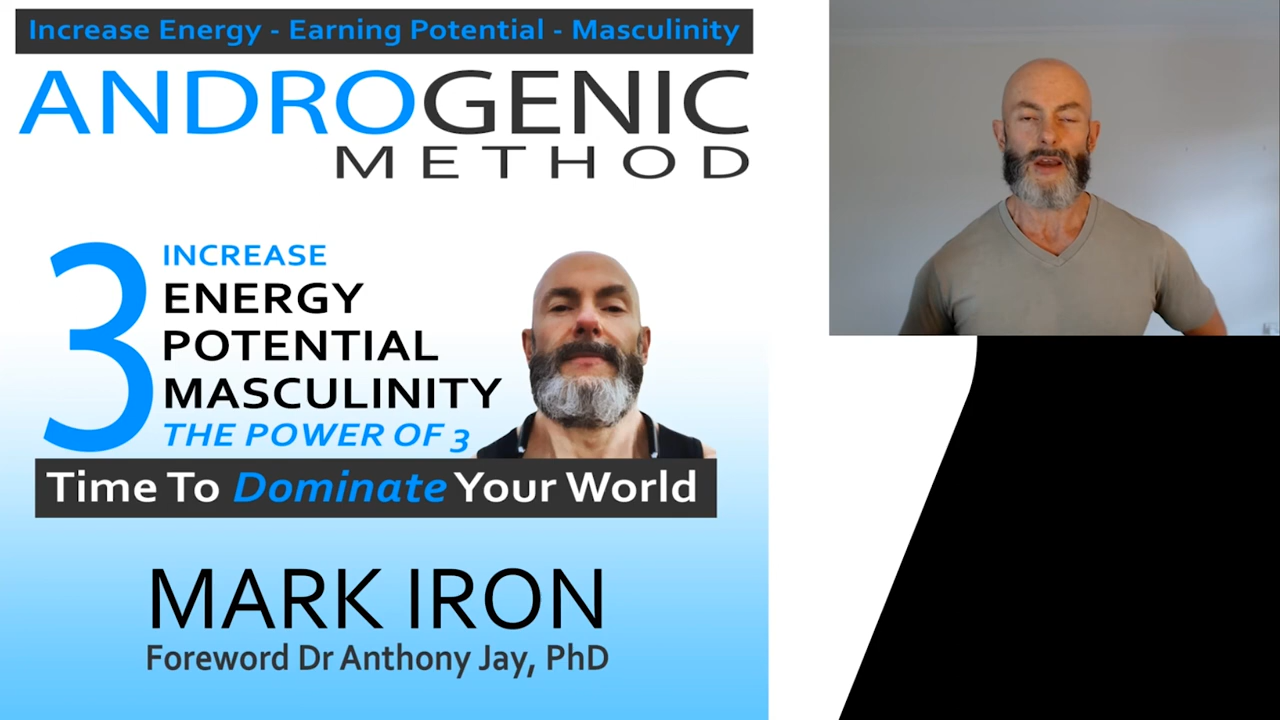 Increase Energy - Earning Potential - Masculinity
ANDROGENIC
METHOD
3
INCREASE
ENERGY
POTENTIAL
MASCULINITY
THE POWER OF 3
Time To Dominate Your World
MARK IRON
Foreword Dr Anthony Jay, PhD